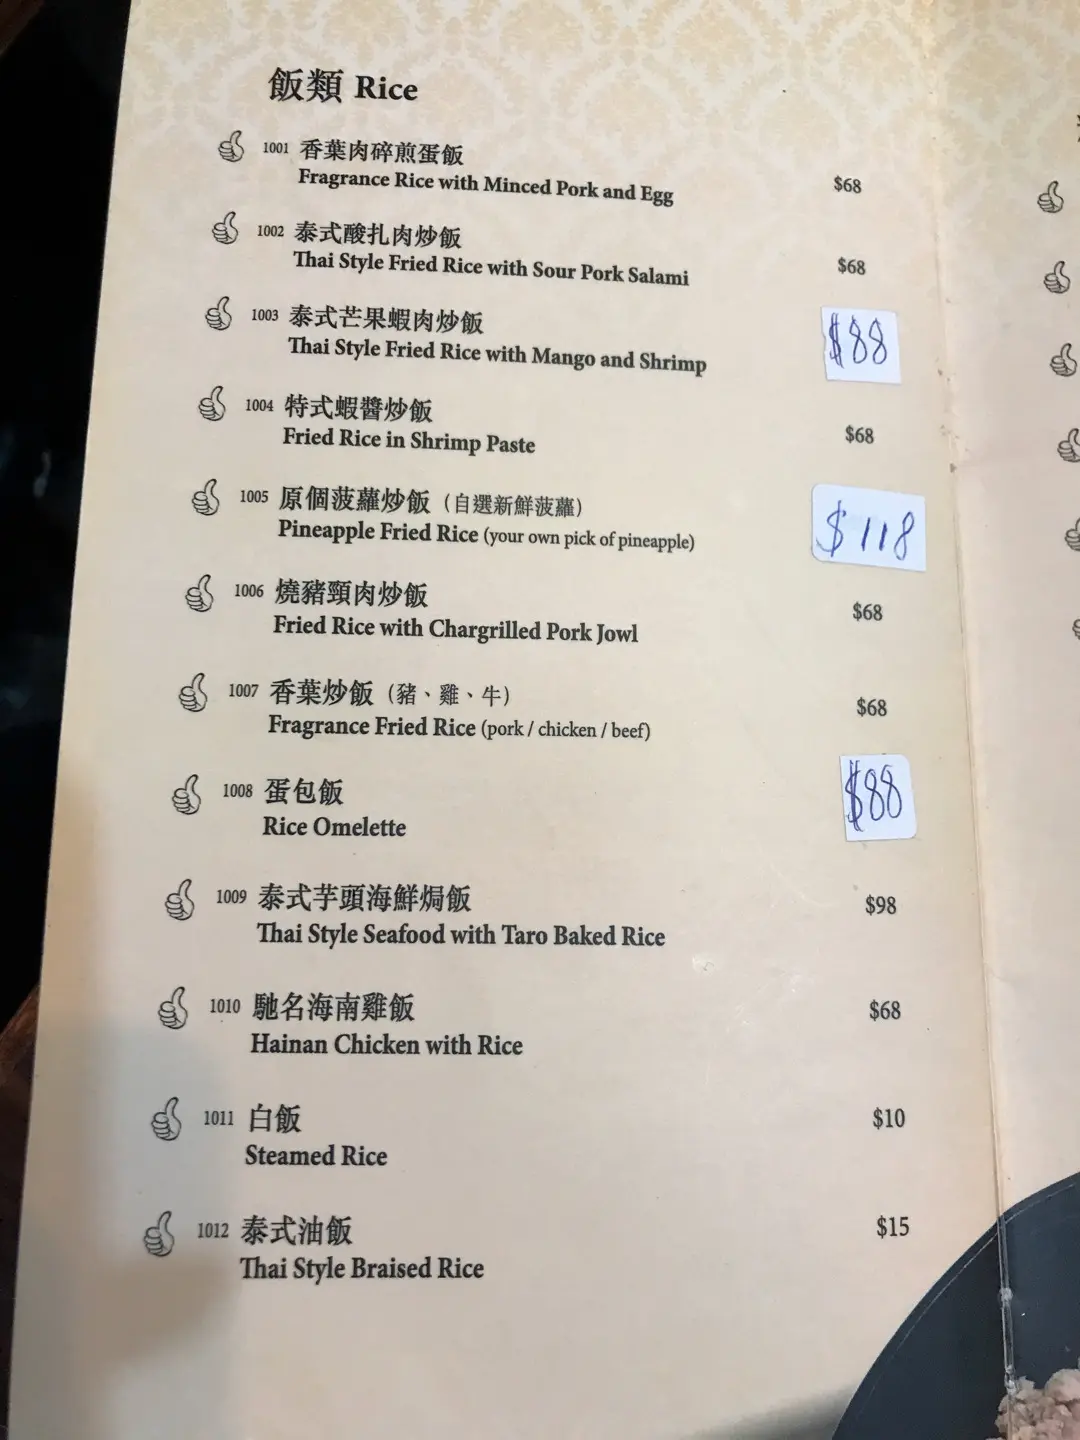 飯類 Rice
1001 香葉肉碎煎蛋飯
Fragrance Rice with Minced Pork and Egg $68
1002 泰式酸扎肉炒飯
Thai Style Fried Rice with Sour Pork Salami $68
1003 泰式芒果蝦肉炒飯
Thai Style Fried Rice with Mango and Shrimp $88
1004 特式蝦醬炒飯
Fried Rice in Shrimp Paste $68
1005 原個菠蘿炒飯（自選新鮮菠蘿）
Pineapple Fried Rice (your own pick of pineapple) $118
1006 燒豬頸肉炒飯
Fried Rice with Chargrilled Pork Jowl $68
1007 香葉炒飯（豬、雞、牛）
Fragrance Fried Rice (pork / chicken / beef) $68
1008 蛋包飯
Rice Omelette $88
1009 泰式芋頭海鮮焗飯
Thai Style Seafood with Taro Baked Rice $98
1010 馳名海南雞飯
Hainan Chicken with Rice $68
1011 白飯
Steamed Rice $10
1012 泰式油飯
Thai Style Braised Rice $15